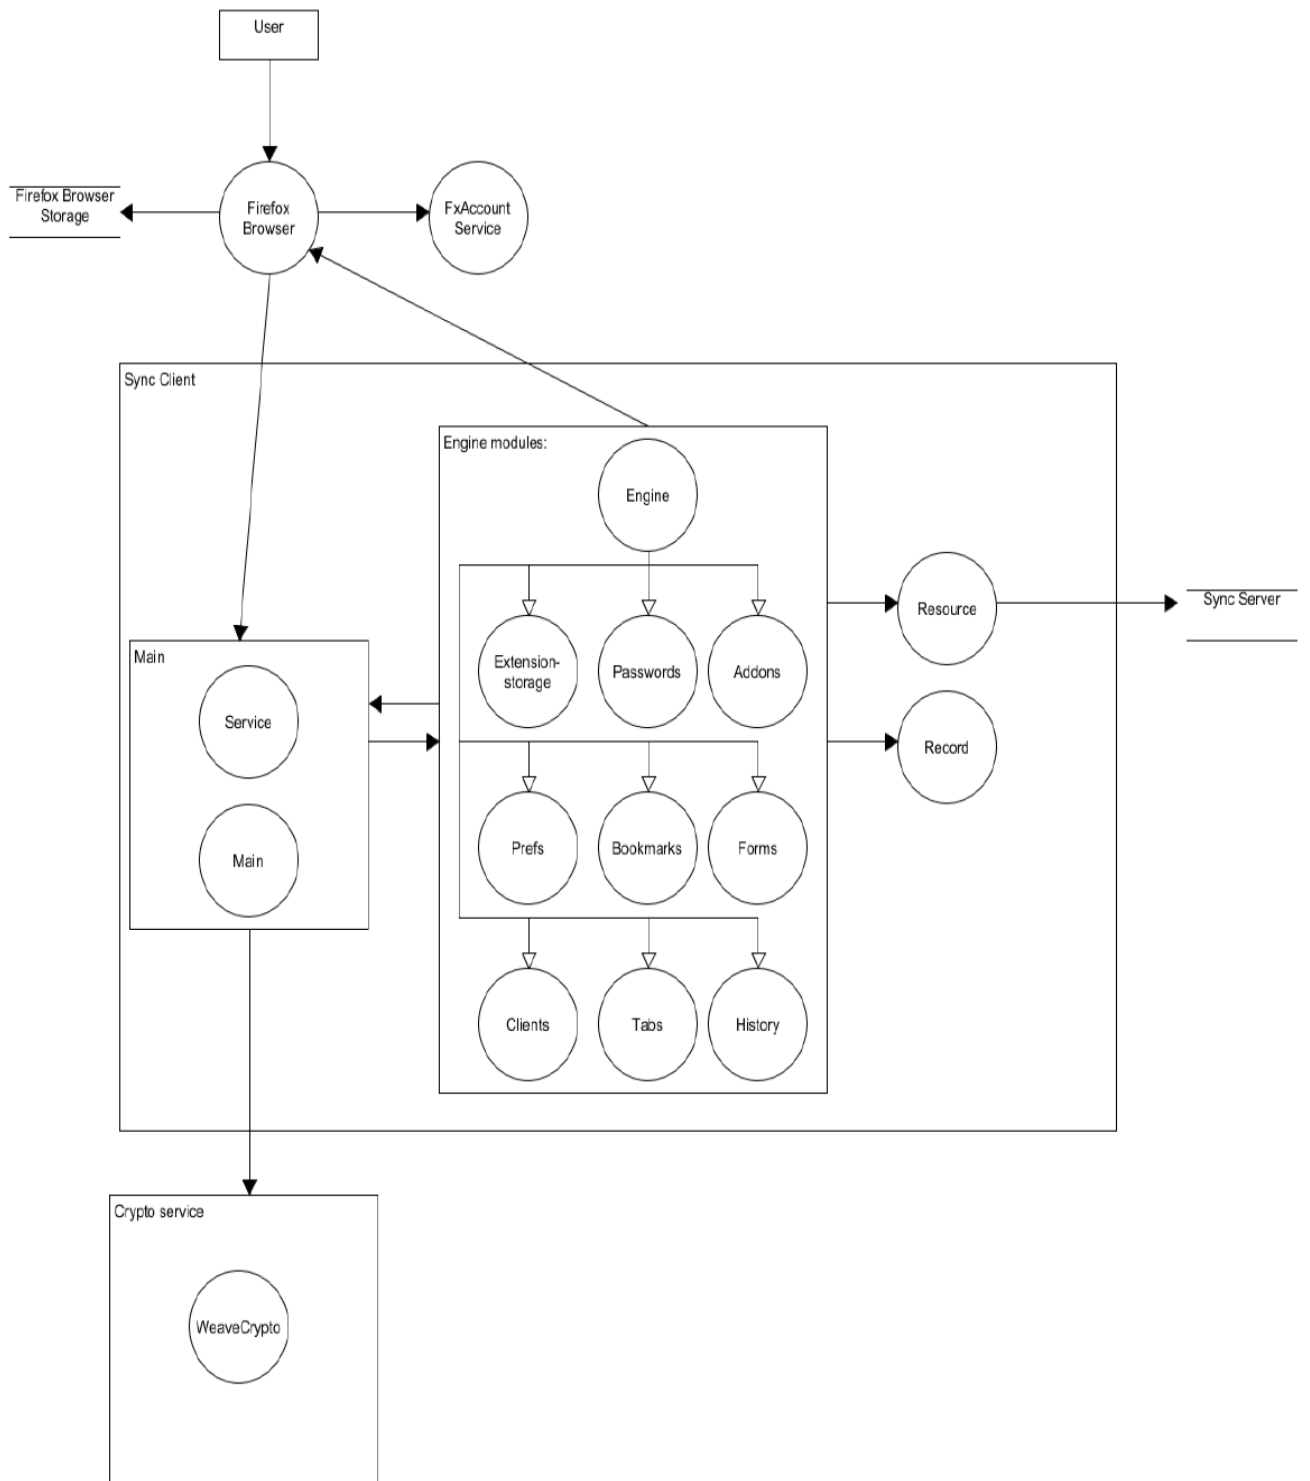 User
Firefox Browser
Storage
Firefox
Browser
FxAccount
Service
Sync Client
Engine modules:
Engine
Extension-
storage
Passwords
Addons
Resource
Sync Server
Main
Service
Record
Main
Prefs
Bookmarks
Forms
Clients
Tabs
History
Crypto service
WeaveCrypto